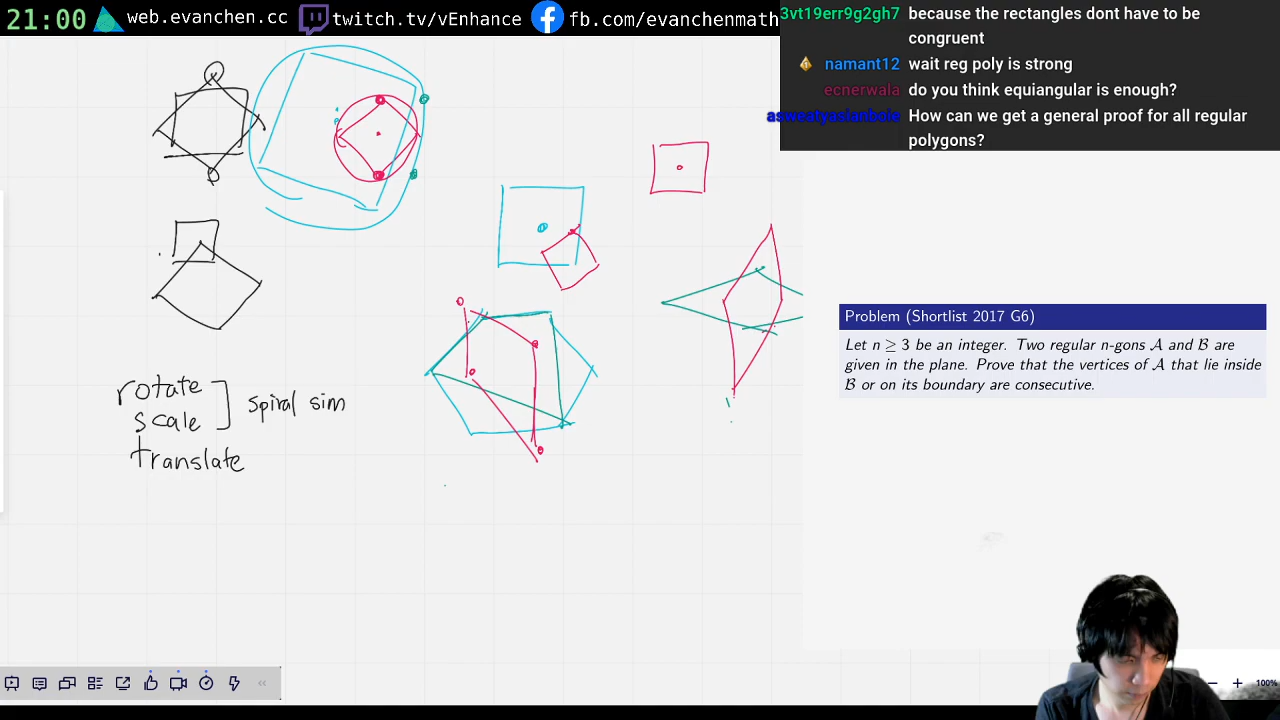 21:00 web.evanchen.cc twitch.tv/vEnhance fb.com/evanchenmath
3vt19err9g2gh7 because the rectangles dont have to be
congruent
namant12 wait reg poly is strong
ecnerwala do you think equiangular is enough?
asweatyasianboie How can we get a general proof for all regular
polygons?
Problem (Shortlist 2017 G6)
Let n ≥ 3 be an integer. Two regular n-gons 𝒜 and ℬ are
given in the plane. Prove that the vertices of 𝒜 that lie inside
ℬ or on its boundary are consecutive.
rotate
scale
spiral sim
translate
100%